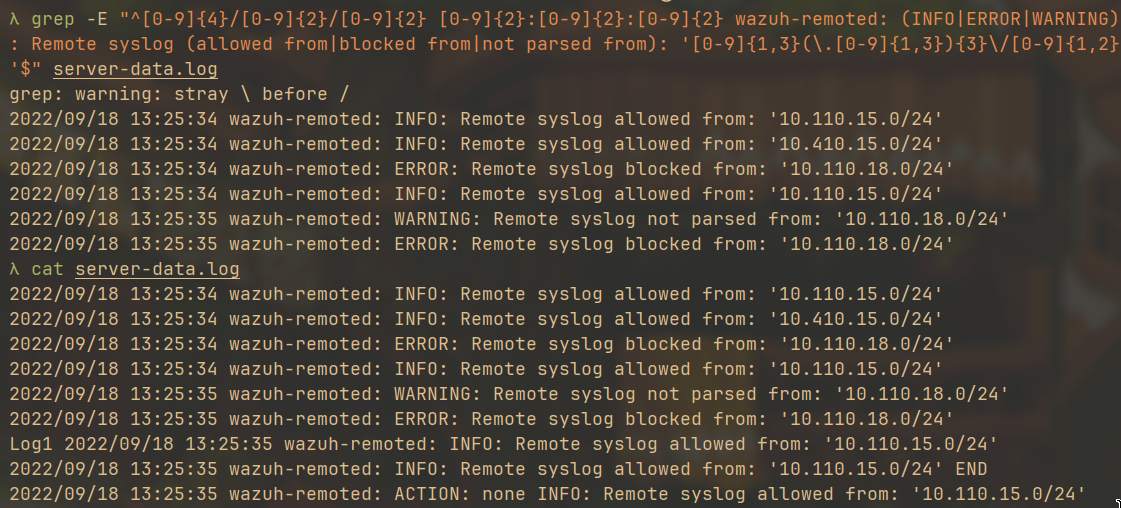 λ grep -E "^[0-9]{4}/[0-9]{2}/[0-9]{2} [0-9]{2}:[0-9]{2}:[0-9]{2} wazuh-remoted: (INFO|ERROR|WARNING)
: Remote syslog (allowed from|blocked from|not parsed from): '[0-9]{1,3}(\.[0-9]{1,3}){3}\/[0-9]{1,2}
'$" server-data.log
grep: warning: stray \ before /
2022/09/18 13:25:34 wazuh-remoted: INFO: Remote syslog allowed from: '10.110.15.0/24'
2022/09/18 13:25:34 wazuh-remoted: INFO: Remote syslog allowed from: '10.410.15.0/24'
2022/09/18 13:25:34 wazuh-remoted: ERROR: Remote syslog blocked from: '10.110.18.0/24'
2022/09/18 13:25:34 wazuh-remoted: INFO: Remote syslog allowed from: '10.110.15.0/24'
2022/09/18 13:25:35 wazuh-remoted: WARNING: Remote syslog not parsed from: '10.110.18.0/24'
2022/09/18 13:25:35 wazuh-remoted: ERROR: Remote syslog blocked from: '10.110.18.0/24'
λ cat server-data.log
2022/09/18 13:25:34 wazuh-remoted: INFO: Remote syslog allowed from: '10.110.15.0/24'
2022/09/18 13:25:34 wazuh-remoted: INFO: Remote syslog allowed from: '10.410.15.0/24'
2022/09/18 13:25:34 wazuh-remoted: ERROR: Remote syslog blocked from: '10.110.18.0/24'
2022/09/18 13:25:34 wazuh-remoted: INFO: Remote syslog allowed from: '10.110.15.0/24'
2022/09/18 13:25:35 wazuh-remoted: WARNING: Remote syslog not parsed from: '10.110.18.0/24'
2022/09/18 13:25:35 wazuh-remoted: ERROR: Remote syslog blocked from: '10.110.18.0/24'
Log1 2022/09/18 13:25:35 wazuh-remoted: INFO: Remote syslog allowed from: '10.110.15.0/24'
2022/09/18 13:25:35 wazuh-remoted: INFO: Remote syslog allowed from: '10.110.15.0/24' END
2022/09/18 13:25:35 wazuh-remoted: ACTION: none INFO: Remote syslog allowed from: '10.110.15.0/24'